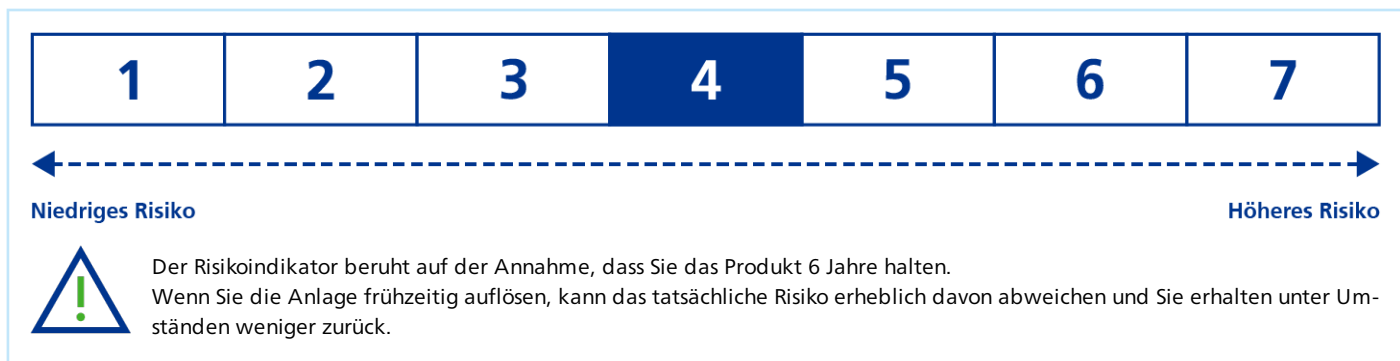 1 2 3 4 5 6 7
Niedriges Risiko Höheres Risiko
Der Risikoindikator beruht auf der Annahme, dass Sie das Produkt 6 Jahre halten.
Wenn Sie die Anlage frühzeitig auflösen, kann das tatsächliche Risiko erheblich davon abweichen und Sie erhalten unter Um-
ständen weniger zurück.